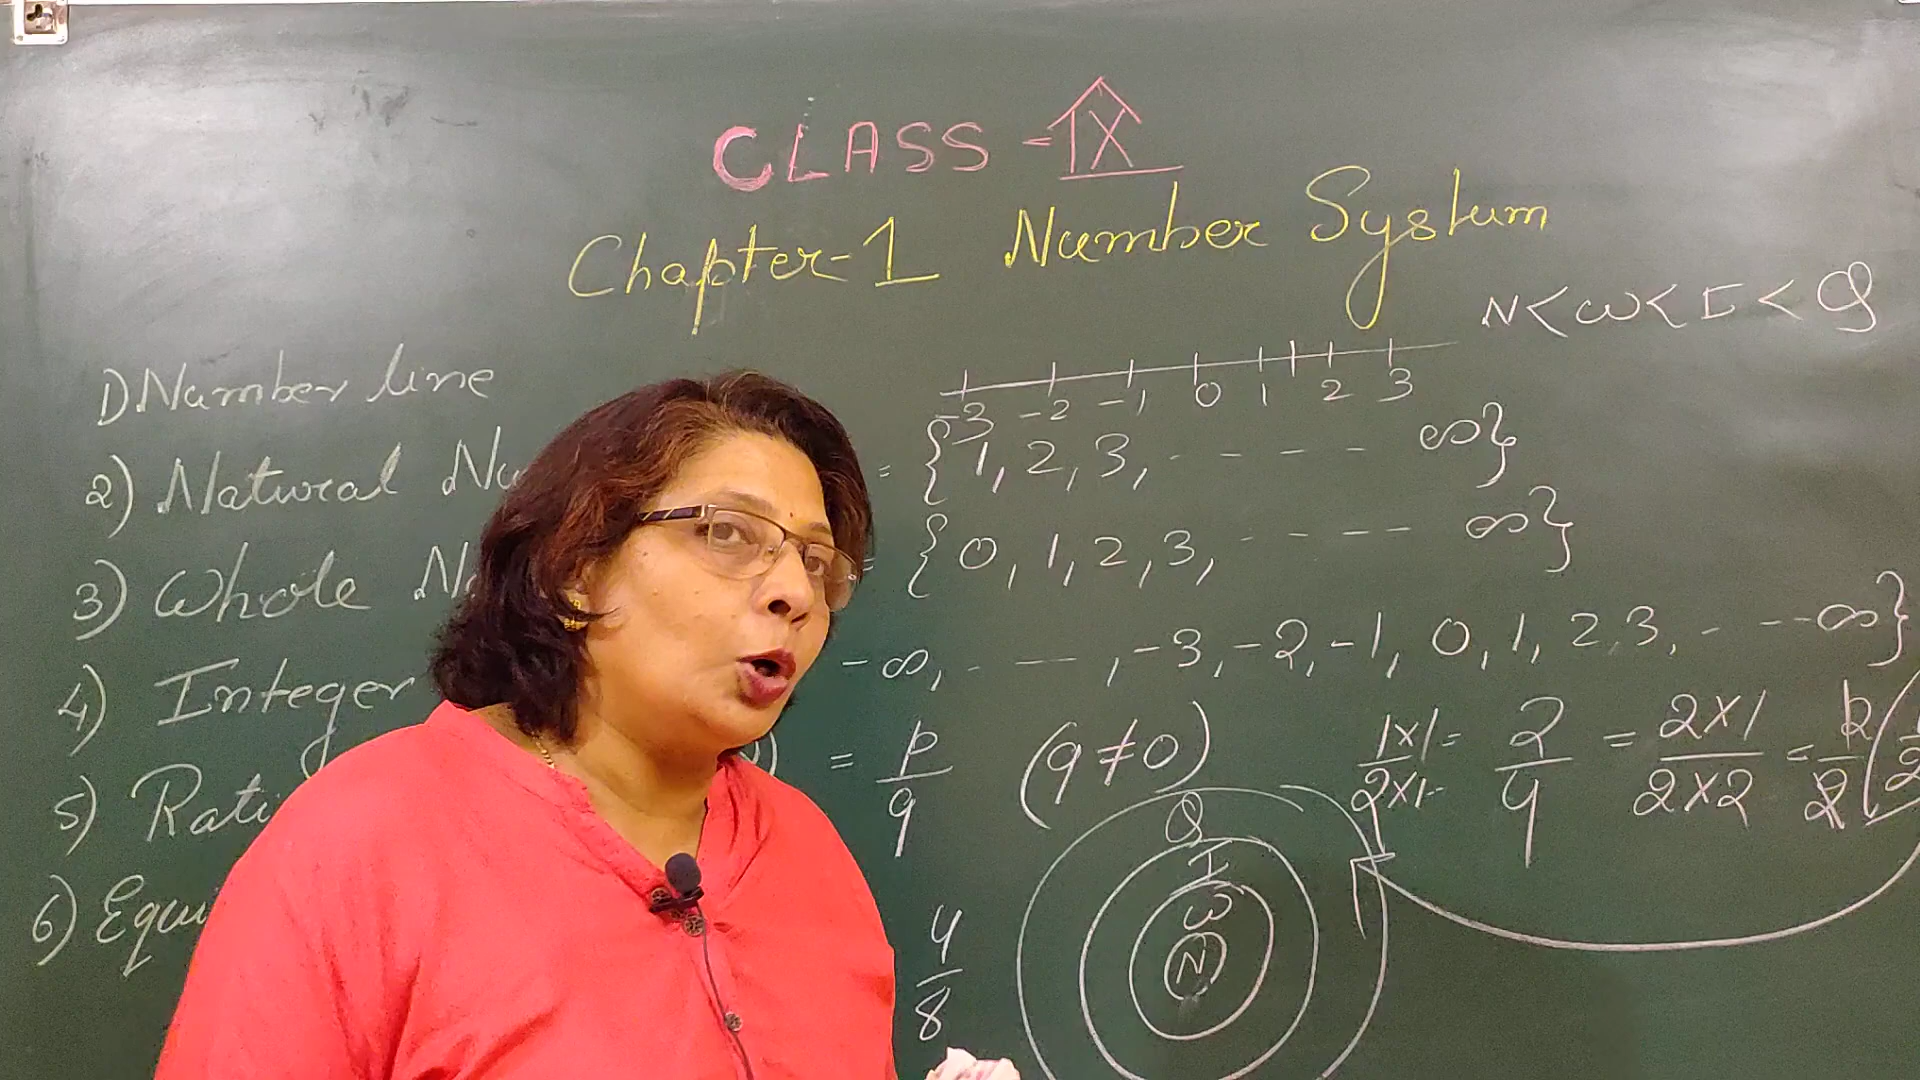 CLASS - IX
Chapter-1 Number System
N < W < I < Q
1) Number line
-3 -2 -1 0 1 2 3
2) Natural Nu = {1, 2, 3, - - - - - ∞}
3) Whole N = {0, 1, 2, 3, - - - - - ∞}
4) Integer -∞, - - - - , -3, -2, -1, 0, 1, 2, 3, - - - - ∞}
5) Rati ) = p/q (q ≠ 0)
1×1/2×1 = 2/4 = 2×1/2×2 = 2/2 (1/2
6) Equi 4/8
Q
I
W
N